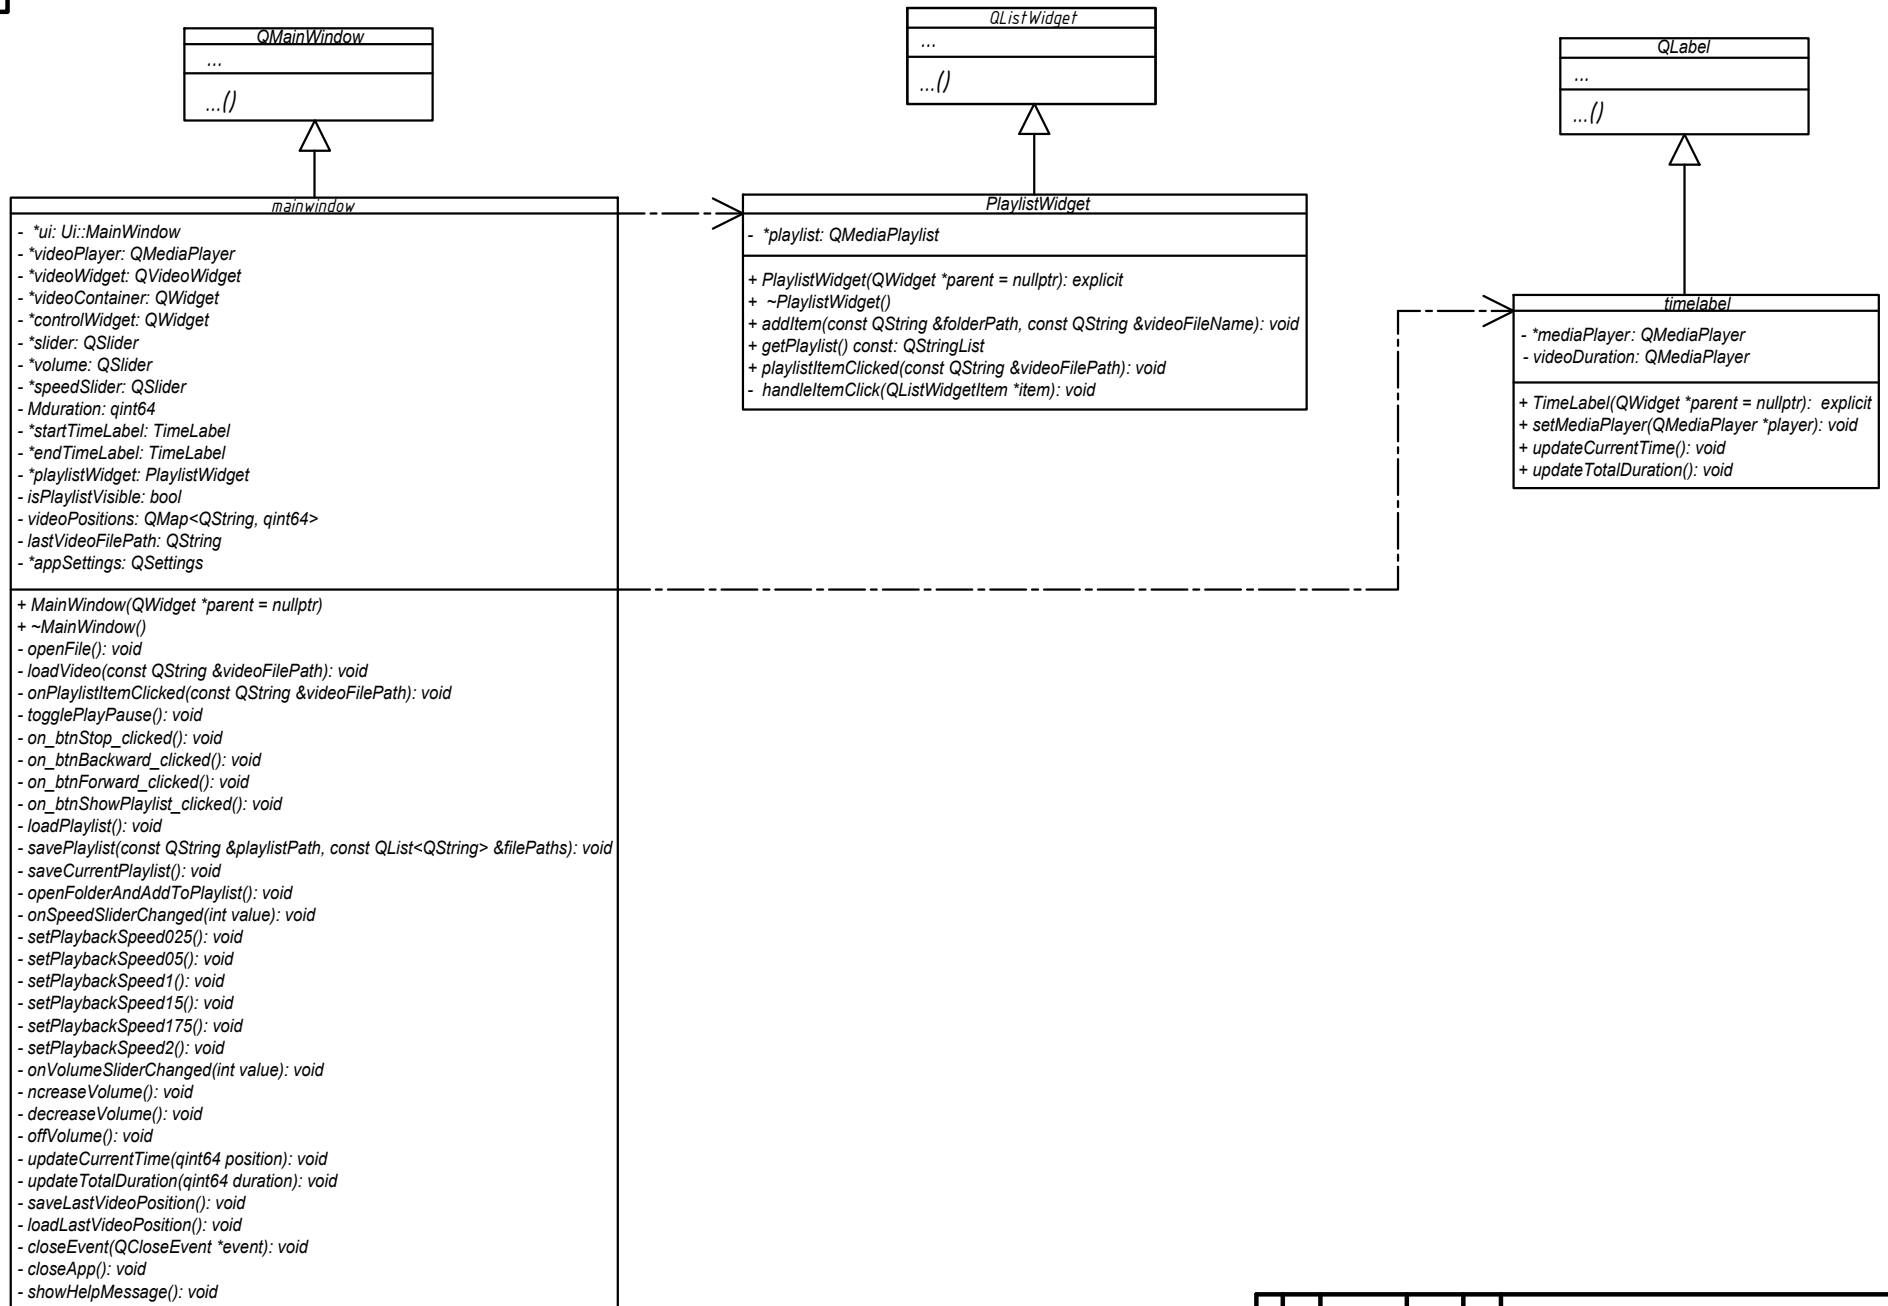 QMainWindow
...
...()
QListWidget
...
...()
QLabel
...
...()
mainwindow
- *ui: Ui::MainWindow
- *videoPlayer: QMediaPlayer
- *videoWidget: QVideoWidget
- *videoContainer: QWidget
- *controlWidget: QWidget
- *slider: QSlider
- *volume: QSlider
- *speedSlider: QSlider
- Mduration: qint64
- *startTimeLabel: TimeLabel
- *endTimeLabel: TimeLabel
- *playlistWidget: PlaylistWidget
- isPlaylistVisible: bool
- videoPositions: QMap<QString, qint64>
- lastVideoFilePath: QString
- *appSettings: QSettings
+ MainWindow(QWidget *parent = nullptr)
+ ~MainWindow()
- openFile(): void
- loadVideo(const QString &videoFilePath): void
- onPlaylistItemClicked(const QString &videoFilePath): void
- togglePlayPause(): void
- on_btnStop_clicked(): void
- on_btnBackward_clicked(): void
- on_btnForward_clicked(): void
- on_btnShowPlaylist_clicked(): void
- loadPlaylist(): void
- savePlaylist(const QString &playlistPath, const QList<QString> &filePaths): void
- saveCurrentPlaylist(): void
- openFolderAndAddToPlaylist(): void
- onSpeedSliderChanged(int value): void
- setPlaybackSpeed025(): void
- setPlaybackSpeed05(): void
- setPlaybackSpeed1(): void
- setPlaybackSpeed15(): void
- setPlaybackSpeed175(): void
- setPlaybackSpeed2(): void
- onVolumeSliderChanged(int value): void
- ncreaseVolume(): void
- decreaseVolume(): void
- offVolume(): void
- updateCurrentTime(qint64 position): void
- updateTotalDuration(qint64 duration): void
- saveLastVideoPosition(): void
- loadLastVideoPosition(): void
- closeEvent(QCloseEvent *event): void
- closeApp(): void
- showHelpMessage(): void
PlaylistWidget
- *playlist: QMediaPlaylist
+ PlaylistWidget(QWidget *parent = nullptr): explicit
+ ~PlaylistWidget()
+ addItem(const QString &folderPath, const QString &videoFileName): void
+ getPlaylist() const: QStringList
+ playlistItemClicked(const QString &videoFilePath): void
- handleItemClick(QListWidgetItem *item): void
timelabel
- *mediaPlayer: QMediaPlayer
- videoDuration: QMediaPlayer
+ TimeLabel(QWidget *parent = nullptr): explicit
+ setMediaPlayer(QMediaPlayer *player): void
+ updateCurrentTime(): void
+ updateTotalDuration(): void